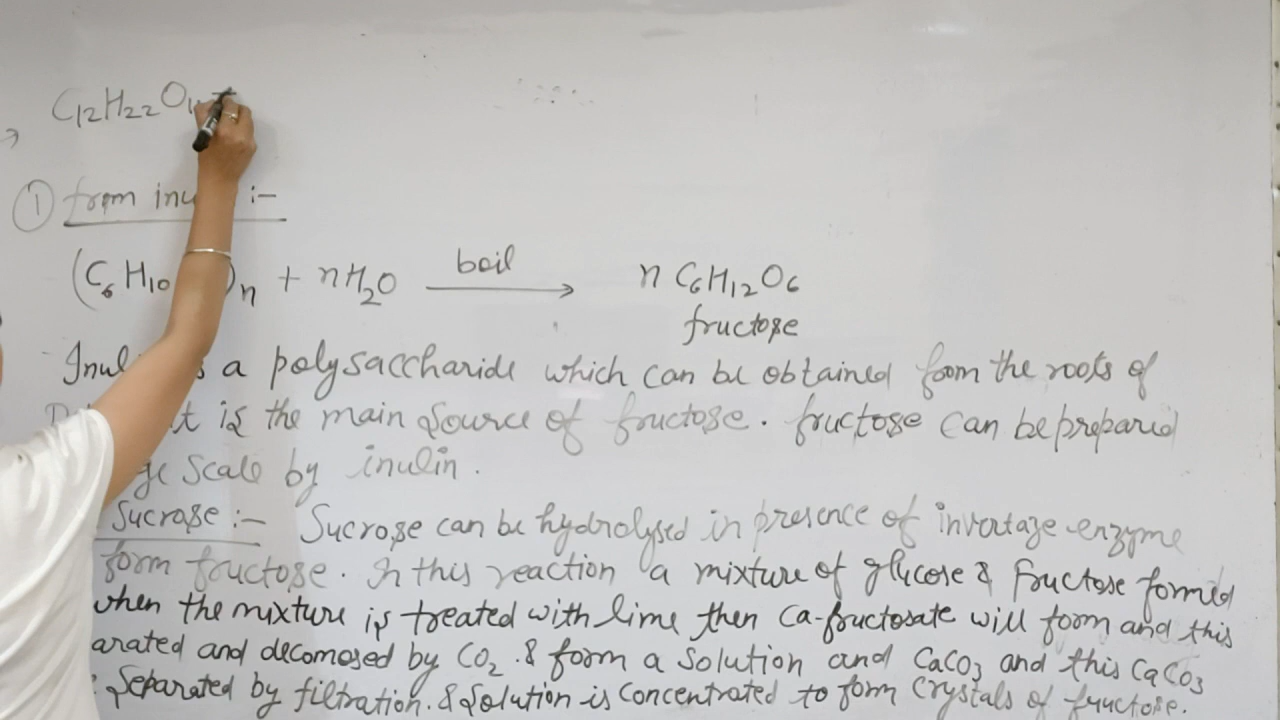 → C12H22O11 +
① from inu :-
(C6H10 )n + nH2O boil → n C6H12O6
fructose
Inul s a polysaccharide which can be obtained from the roots of
t is the main source of fructose. fructose can be prepared
ge scale by inulin.
Sucrose :- Sucrose can be hydrolysed in presence of invertase enzyme
form fructose. In this reaction a mixture of glucose & fructose formed
when the mixture is treated with lime then Ca-fructosate will form and this
arated and decomosed by CO2. & form a solution and CaCO3 and this CaCO3
separated by filtration. & solution is concentrated to form crystals of fructose.